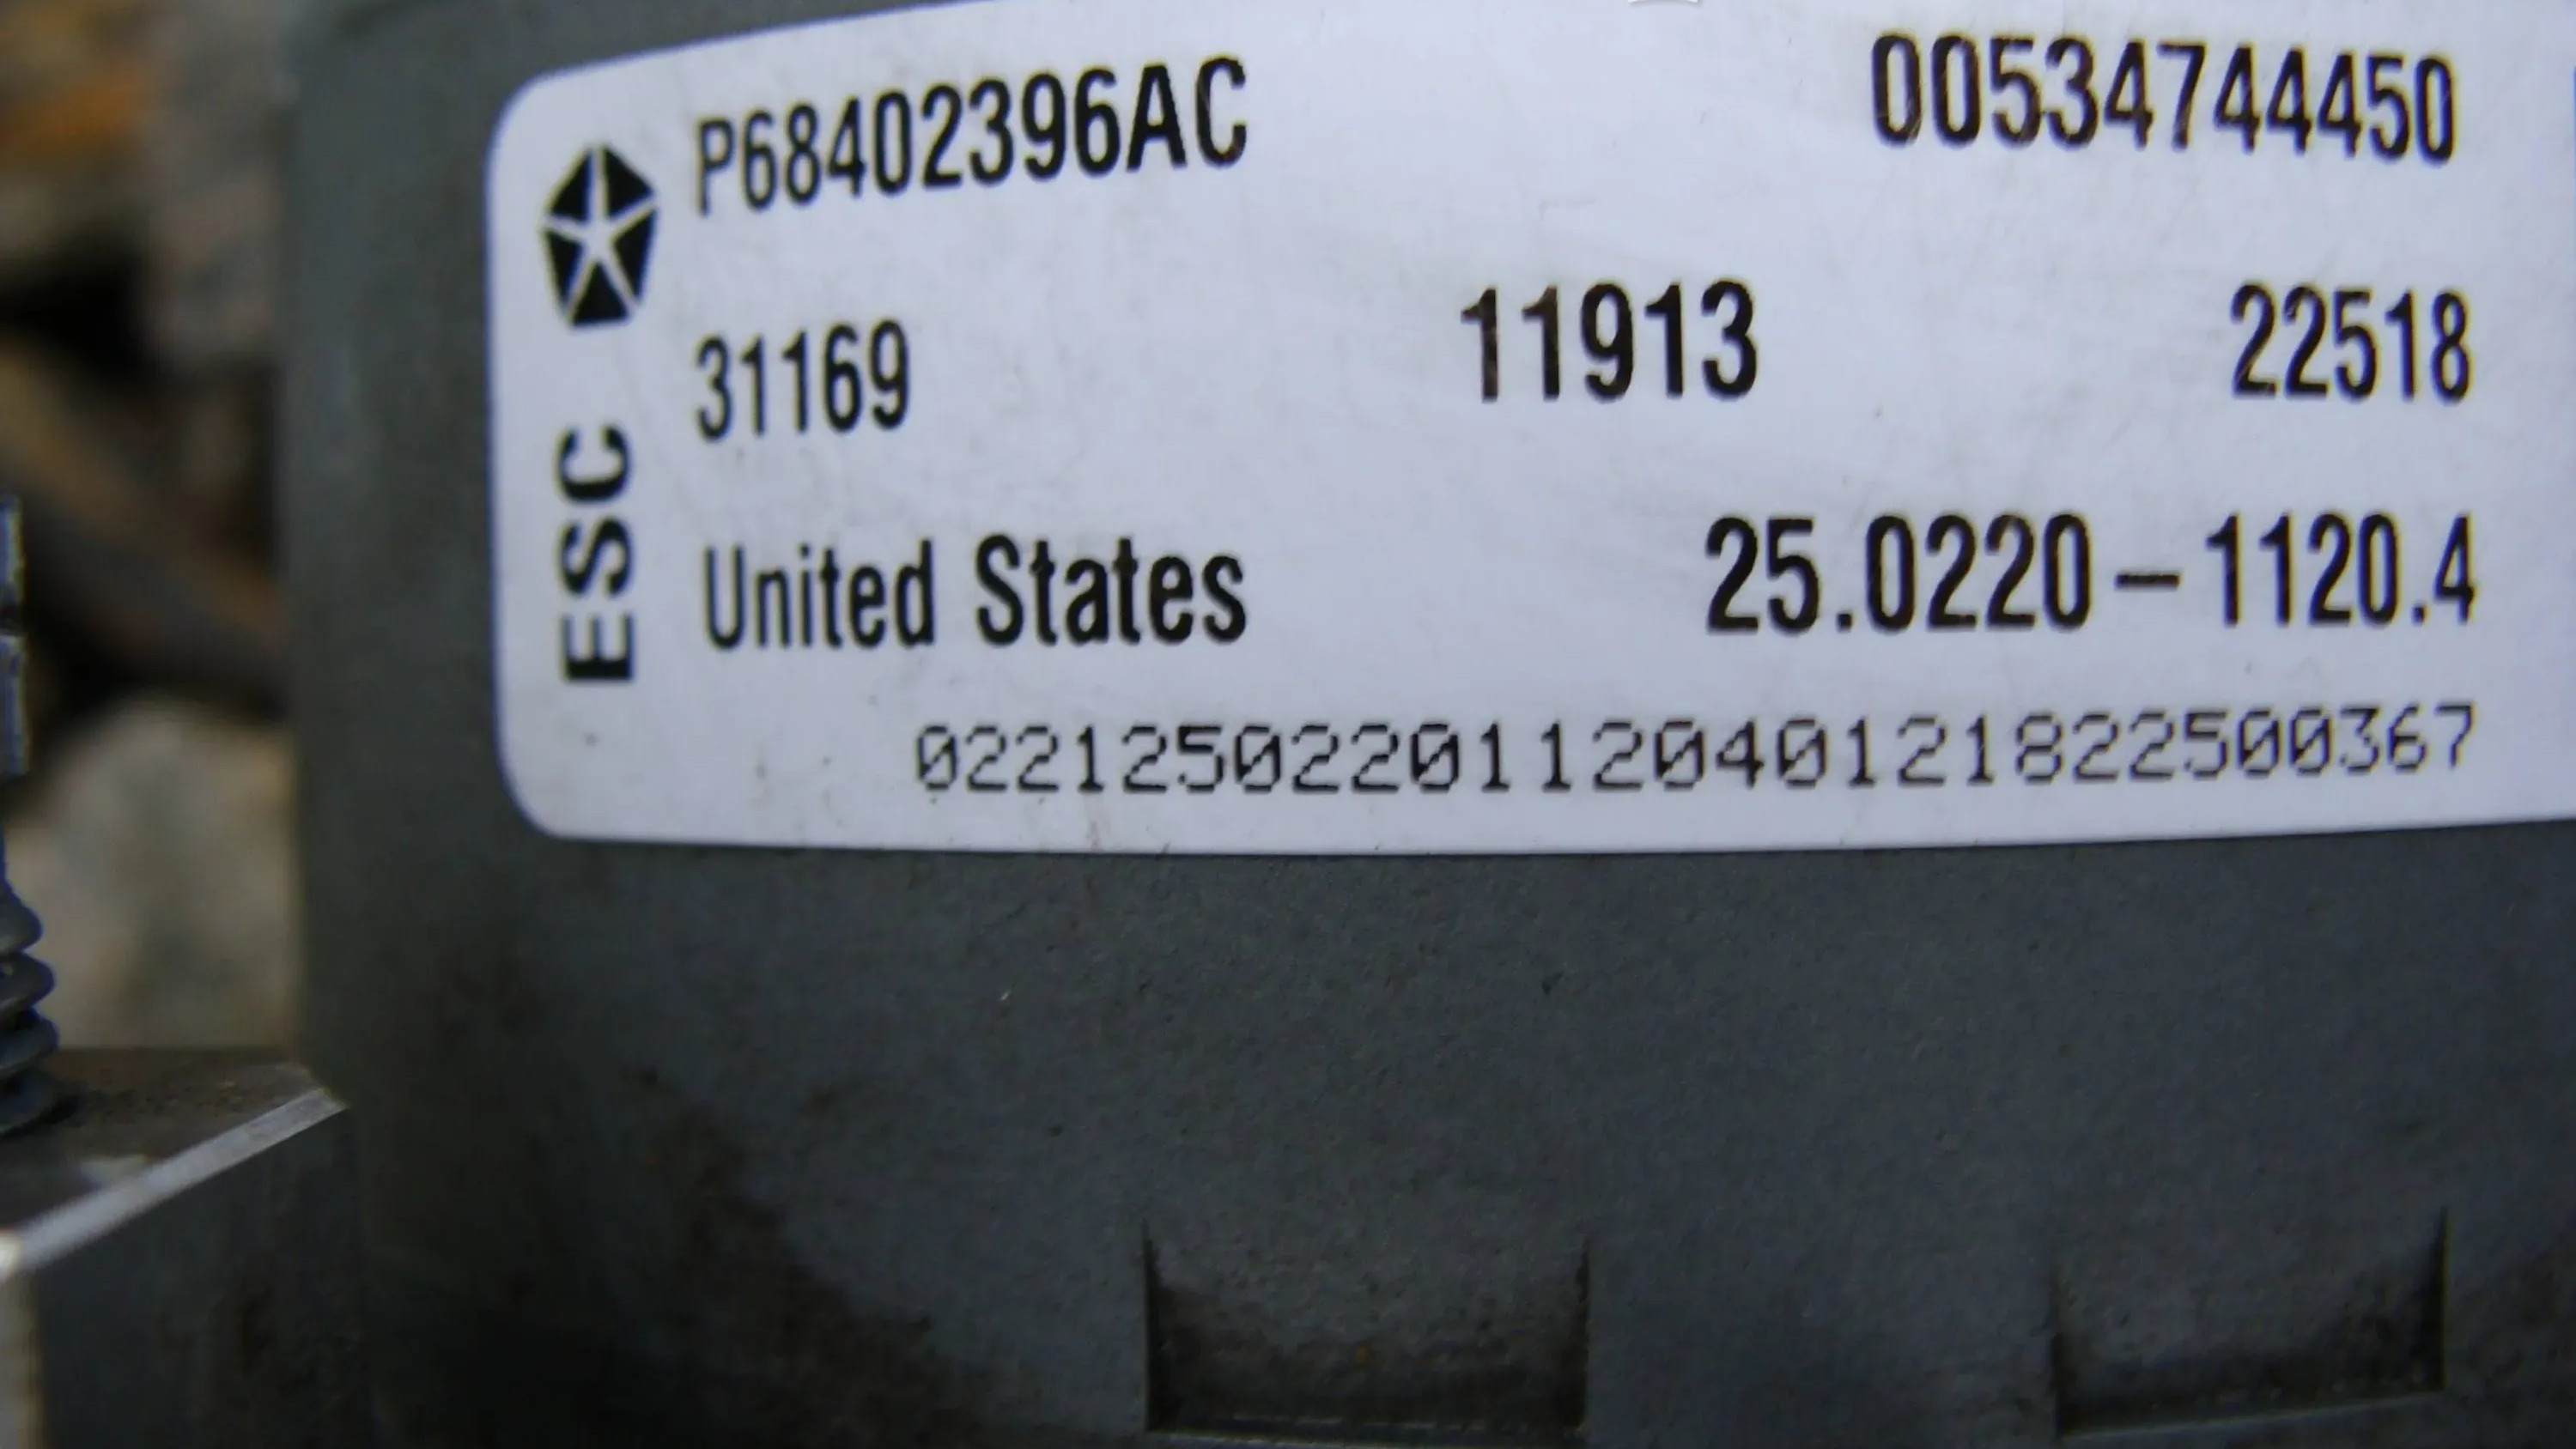 P68402396AC 00534744450
31169 11913 22518
United States 25.0220-1120.4
ESC
0221250220112040121822500367